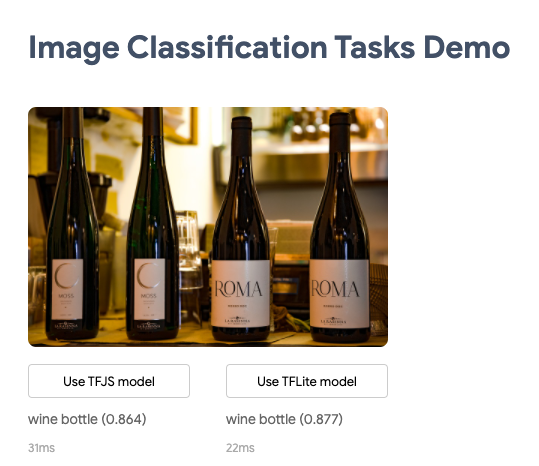 Image Classification Tasks Demo
MOSS
MOSS
ROMA
ROMA
Use TFJS model
Use TFLite model
wine bottle (0.864)
wine bottle (0.877)
31ms
22ms